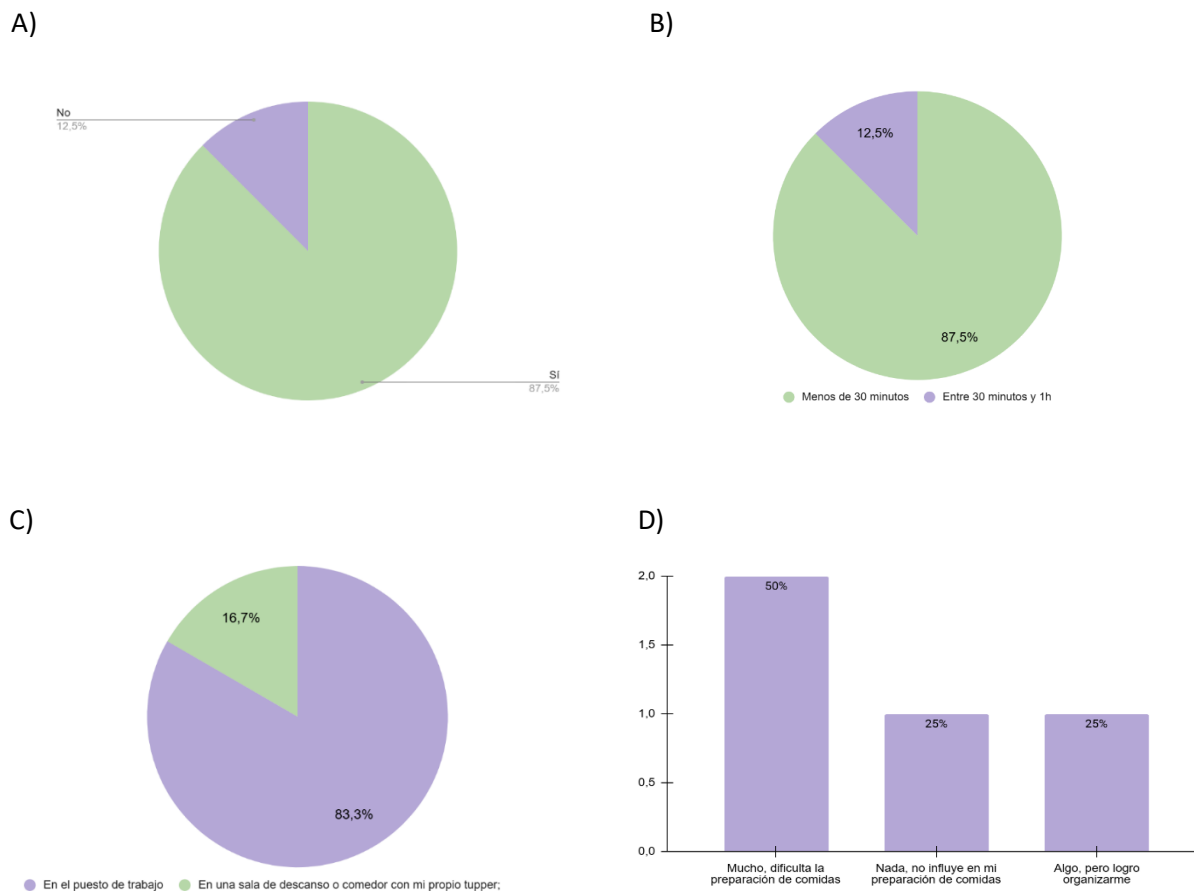 A)
No
12,5%
Sí
87,5%
B)
12,5%
87,5%
Menos de 30 minutos
Entre 30 minutos y 1h
C)
16,7%
83,3%
En el puesto de trabajo
En una sala de descanso o comedor con mi propio tupper;
D)
2,0
1,5
1,0
0,5
0,0
50%
25%
25%
Mucho, dificulta la
preparación de comidas
Nada, no influye en mi
preparación de comidas
Algo, pero logro
organizarme